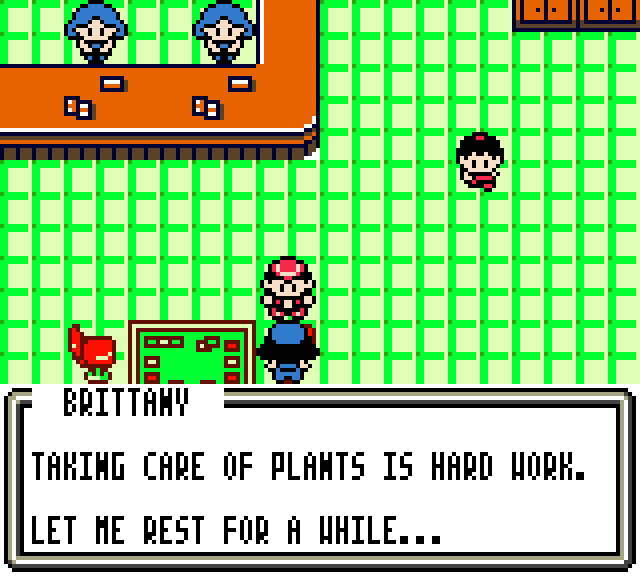 BRITTANY
TAKING CARE OF PLANTS IS HARD WORK.
LET ME REST FOR A WHILE...